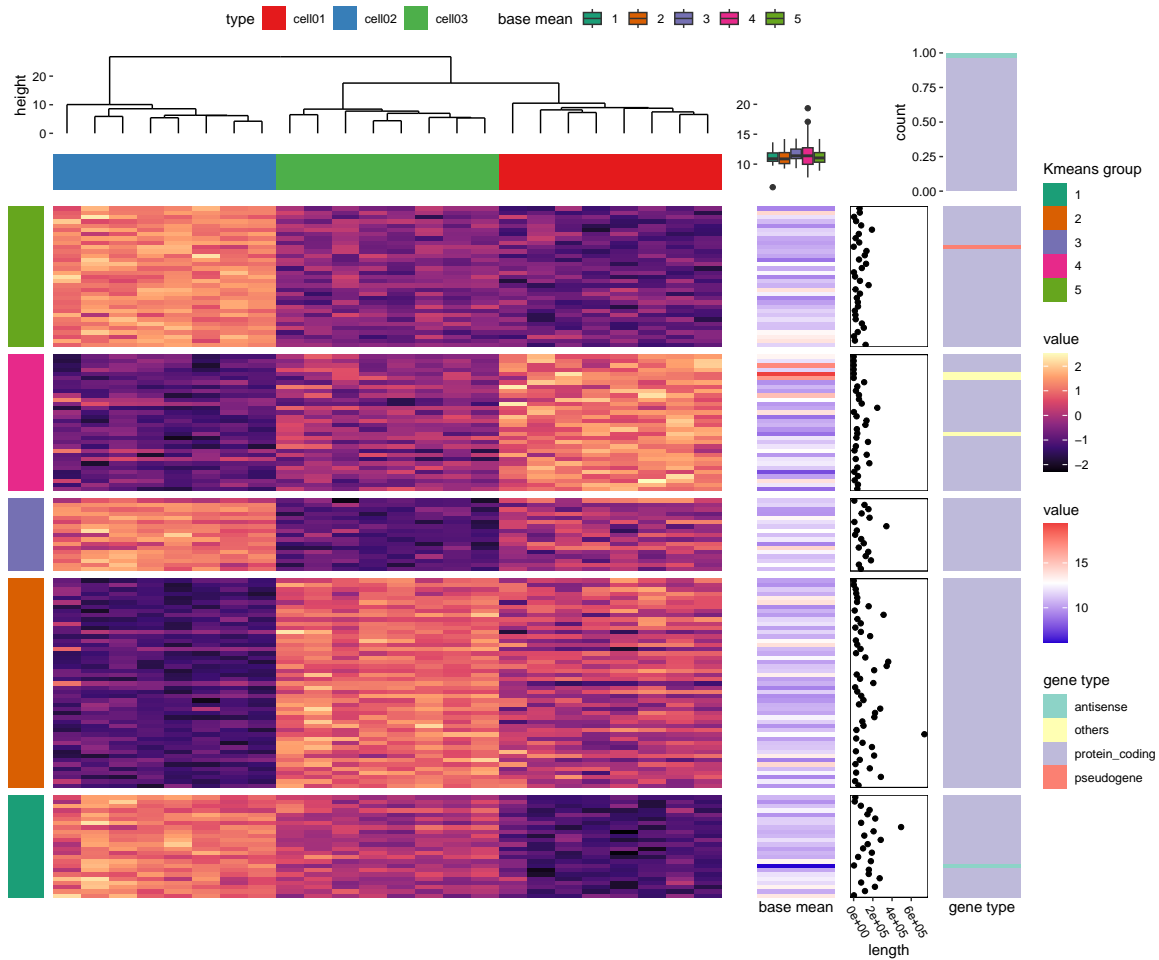 type cell01 cell02 cell03 base mean 1 2 3 4 5
height
20
10
0
20
15
10
count
1.00
0.75
0.50
0.25
0.00
Kmeans group
1
2
3
4
5
value
2
1
0
−1
−2
value
15
10
gene type
antisense
others
protein_coding
pseudogene
base mean
0e+00 2e+05 4e+05 6e+05
length
gene type